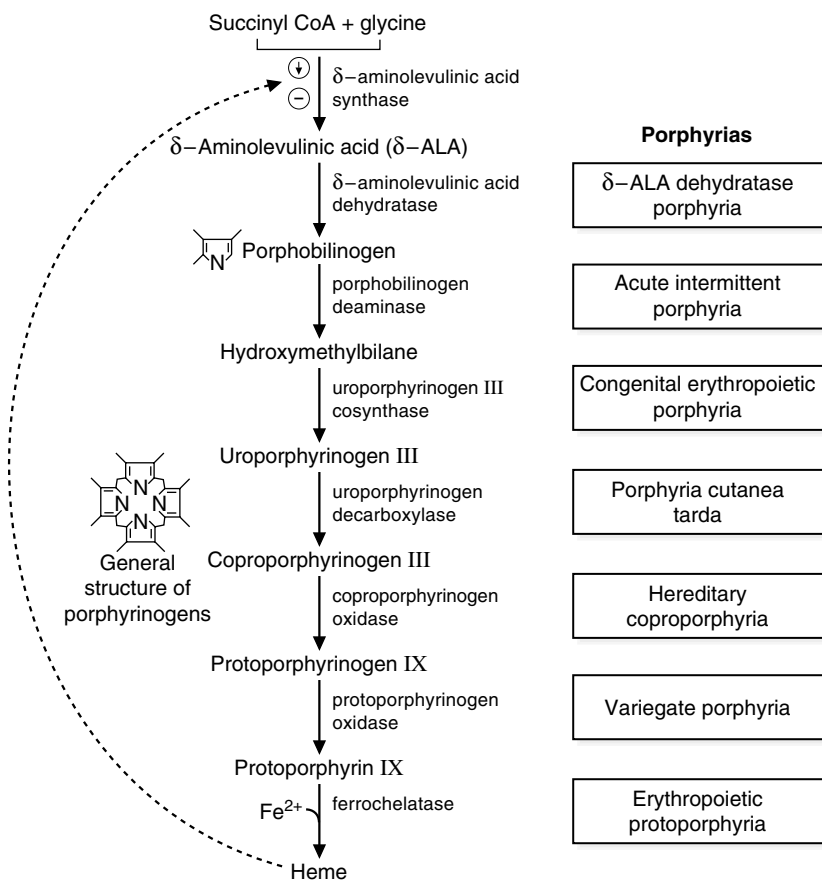 Succinyl CoA + glycine
δ–aminolevulinic acid
synthase
δ–Aminolevulinic acid (δ–ALA)
δ–aminolevulinic acid
dehydratase
Porphobilinogen
N
porphobilinogen
deaminase
Hydroxymethylbilane
uroporphyrinogen III
cosynthase
Uroporphyrinogen III
uroporphyrinogen
decarboxylase
Coproporphyrinogen III
coproporphyrinogen
oxidase
Protoporphyrinogen IX
protoporphyrinogen
oxidase
Protoporphyrin IX
Fe²⁺
ferrochelatase
Heme
N
N N
N
General
structure of
porphyrinogens
Porphyrias
δ–ALA dehydratase
porphyria
Acute intermittent
porphyria
Congenital erythropoietic
porphyria
Porphyria cutanea
tarda
Hereditary
coproporphyria
Variegate porphyria
Erythropoietic
protoporphyria